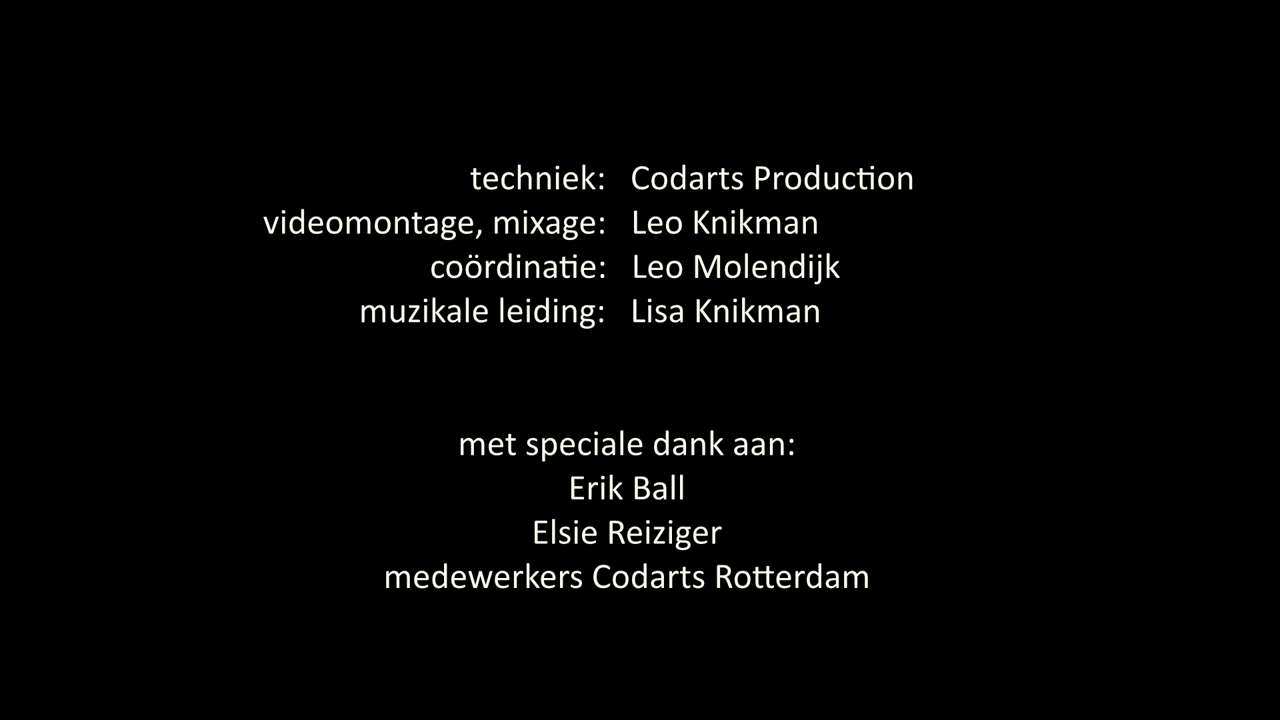 techniek: Codarts Production
videomontage, mixage: Leo Knikman
coördinatie: Leo Molendijk
muzikale leiding: Lisa Knikman
met speciale dank aan:
Erik Ball
Elsie Reiziger
medewerkers Codarts Rotterdam